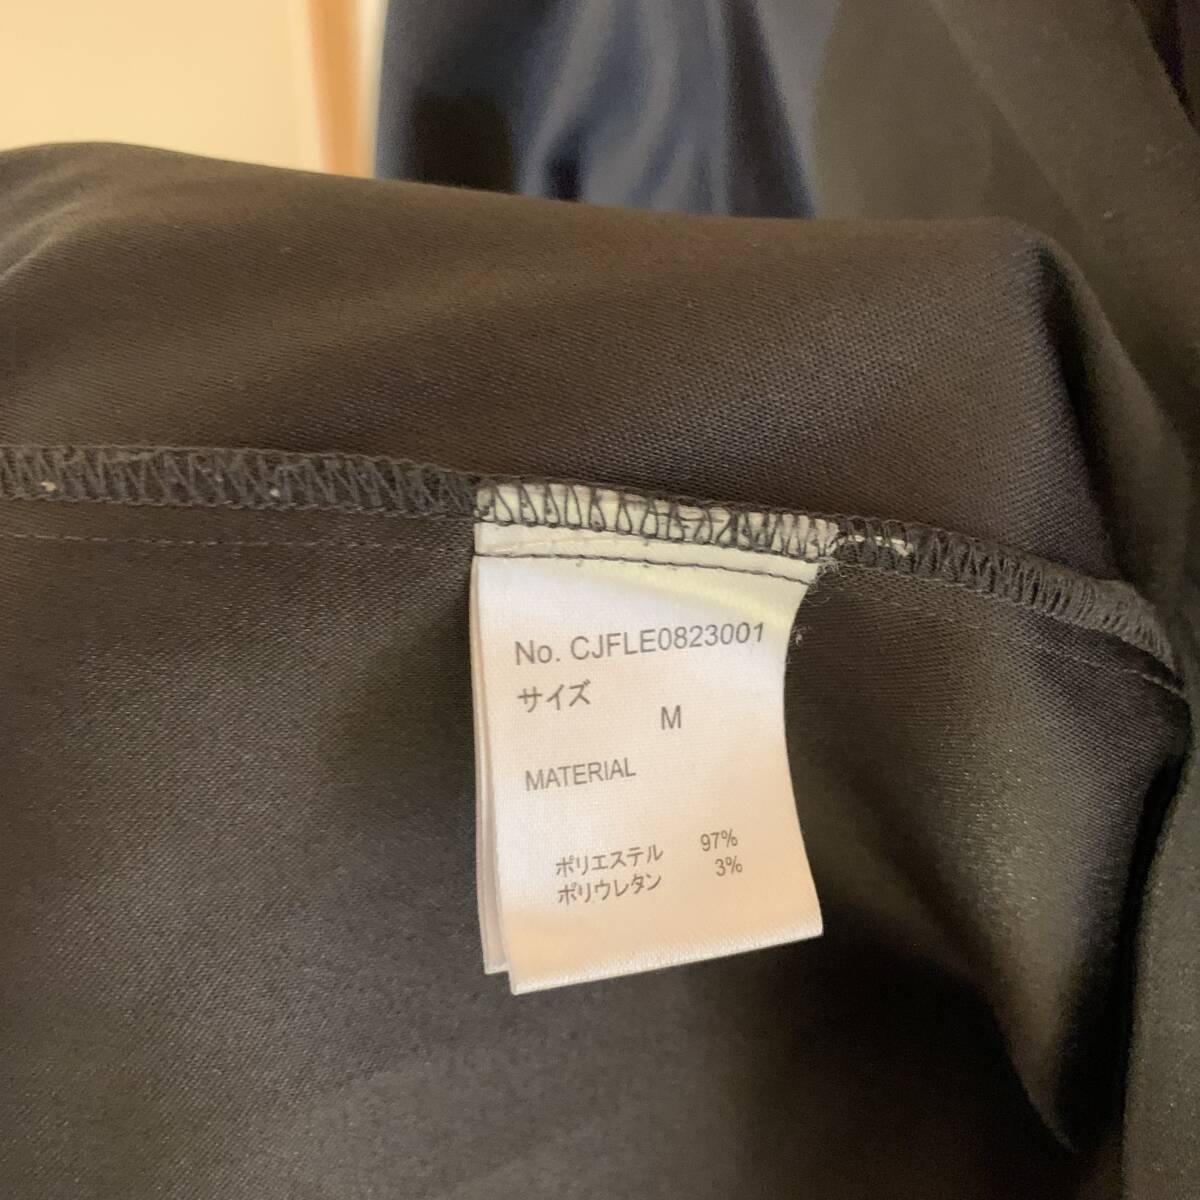 No. CJFLE0823001
サイズ
M
MATERIAL
ポリエステル 97%
ポリウレタン 3%